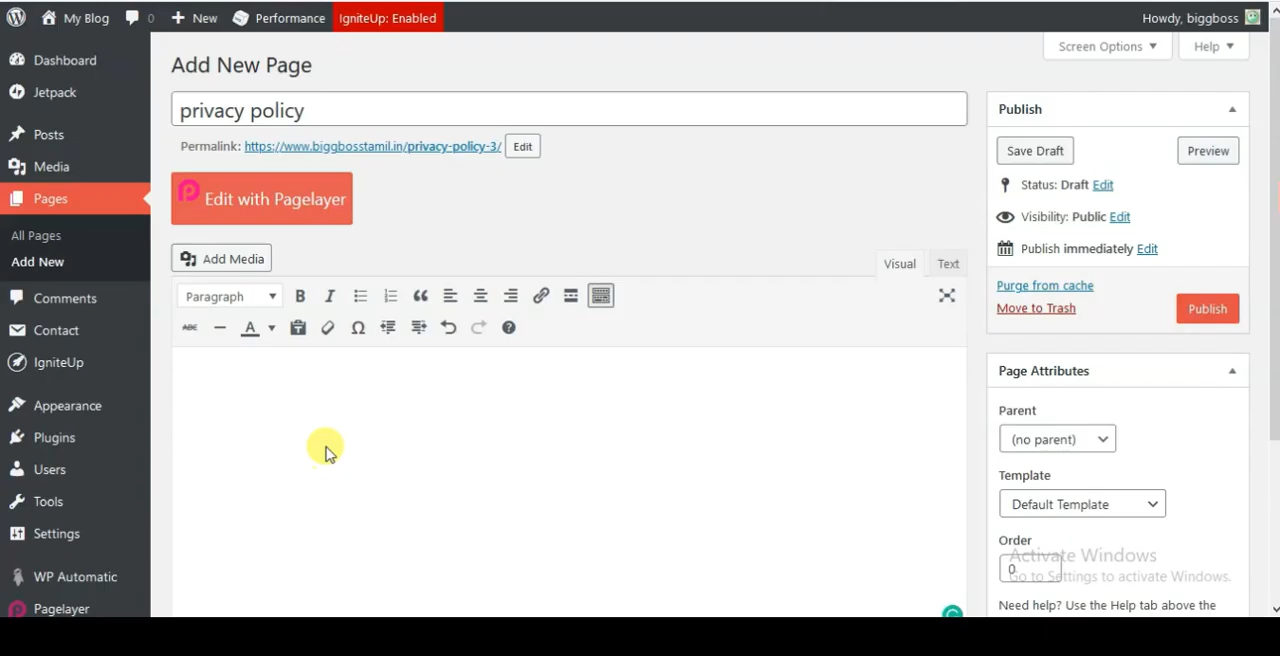 My Blog 0 New Performance IgniteUp: Enabled Howdy, biggboss
Screen Options Help
Dashboard
Jetpack
Posts
Media
Pages
All Pages
Add New
Comments
Contact
IgniteUp
Appearance
Plugins
Users
Tools
Settings
WP Automatic
Pagelayer
Add New Page
privacy policy
Permalink: https://www.biggbosstamil.in/privacy-policy-3/ Edit
Edit with Pagelayer
Add Media
Visual Text
Paragraph B I
ABC A Ω
Publish
Save Draft Preview
Status: Draft Edit
Visibility: Public Edit
Publish immediately Edit
Purge from cache
Move to Trash Publish
Page Attributes
Parent
(no parent)
Template
Default Template
Order
0
Activate Windows
Go to Settings to activate Windows.
Need help? Use the Help tab above the